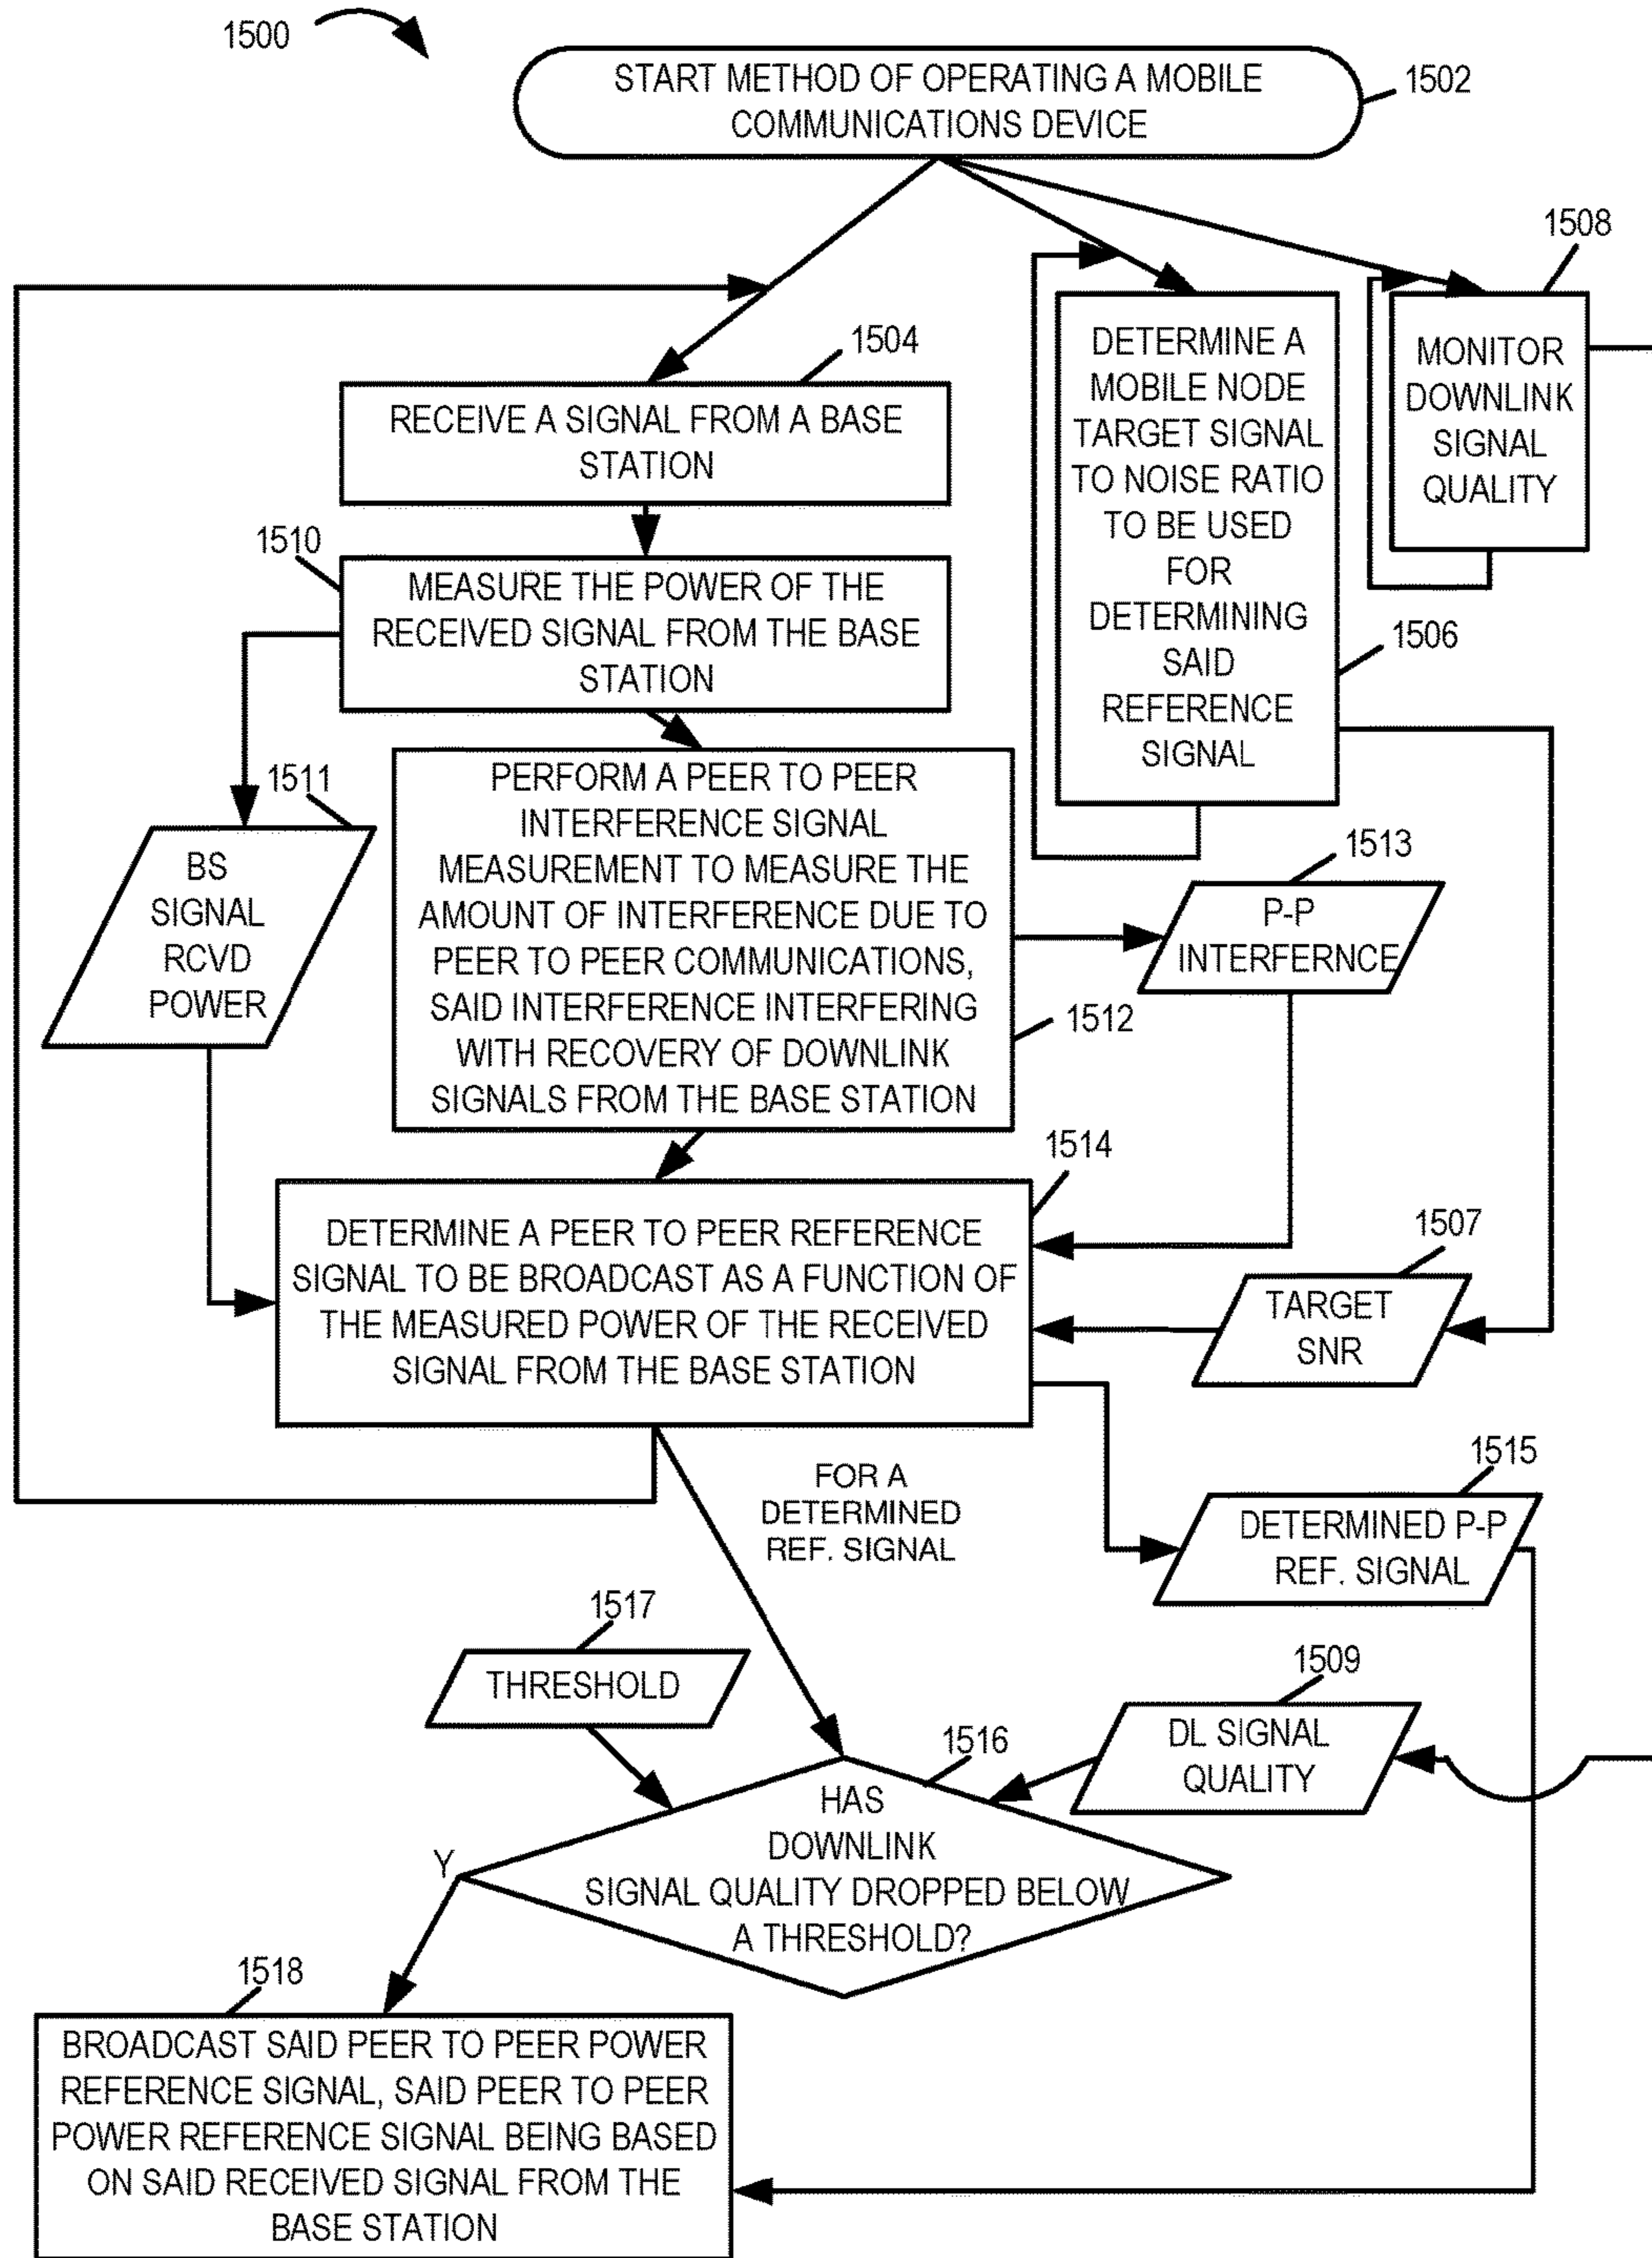 1500
START METHOD OF OPERATING A MOBILE
COMMUNICATIONS DEVICE
1502
1508
MONITOR
DOWNLINK
SIGNAL
QUALITY
1504
RECEIVE A SIGNAL FROM A BASE
STATION
DETERMINE A
MOBILE NODE
TARGET SIGNAL
TO NOISE RATIO
TO BE USED
FOR
DETERMINING
SAID
REFERENCE
SIGNAL
1506
1510
MEASURE THE POWER OF THE
RECEIVED SIGNAL FROM THE BASE
STATION
1511
BS
SIGNAL
RCVD
POWER
PERFORM A PEER TO PEER
INTERFERENCE SIGNAL
MEASUREMENT TO MEASURE THE
AMOUNT OF INTERFERENCE DUE TO
PEER TO PEER COMMUNICATIONS,
SAID INTERFERENCE INTERFERING
WITH RECOVERY OF DOWNLINK
SIGNALS FROM THE BASE STATION
1512
1513
P-P
INTERFERNCE
1514
DETERMINE A PEER TO PEER REFERENCE
SIGNAL TO BE BROADCAST AS A FUNCTION OF
THE MEASURED POWER OF THE RECEIVED
SIGNAL FROM THE BASE STATION
1507
TARGET
SNR
FOR A
DETERMINED
REF. SIGNAL
1515
DETERMINED P-P
REF. SIGNAL
1517
THRESHOLD
1509
DL SIGNAL
QUALITY
1516
HAS
DOWNLINK
SIGNAL QUALITY DROPPED BELOW
A THRESHOLD?
Y
1518
BROADCAST SAID PEER TO PEER POWER
REFERENCE SIGNAL, SAID PEER TO PEER
POWER REFERENCE SIGNAL BEING BASED
ON SAID RECEIVED SIGNAL FROM THE
BASE STATION